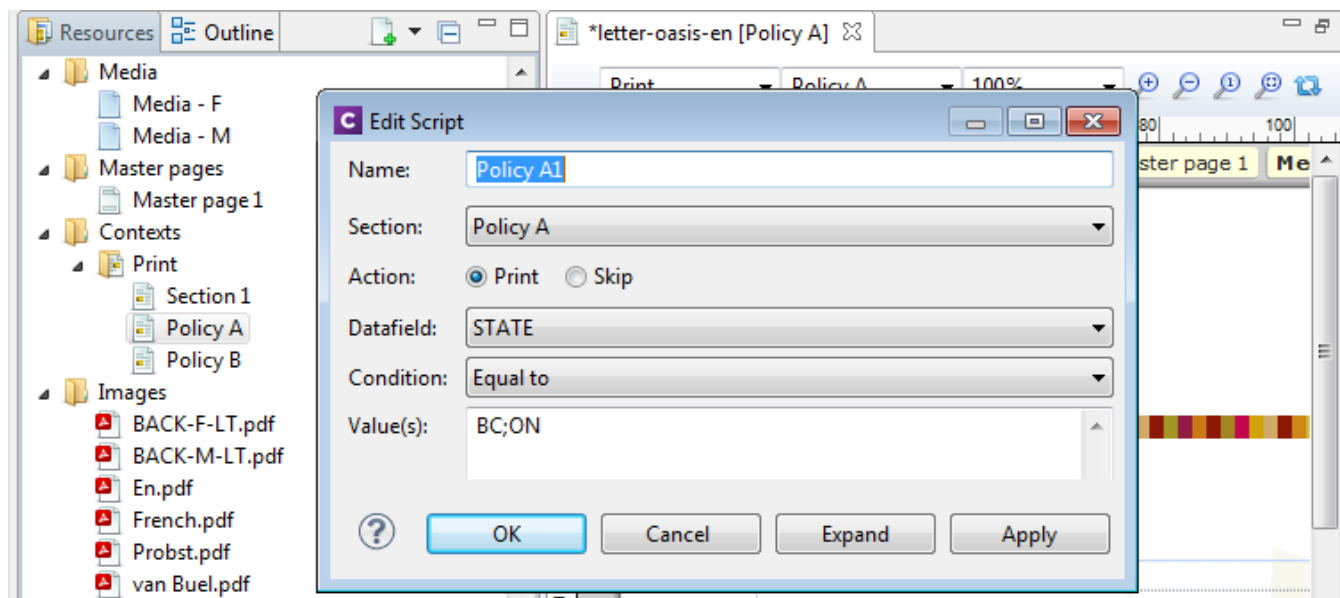 Resources Outline
*letter-oasis-en [Policy A]
Media
Media - F
Media - M
Master pages
Master page 1
Contexts
Print
Section 1
Policy A
Policy B
Images
BACK-F-LT.pdf
BACK-M-LT.pdf
En.pdf
French.pdf
Probst.pdf
van Buel.pdf
Print Policy A 100%
80 100
ster page 1 Me
Edit Script
Name: Policy A1
Section: Policy A
Action: Print Skip
Datafield: STATE
Condition: Equal to
Value(s): BC;ON
OK Cancel Expand Apply